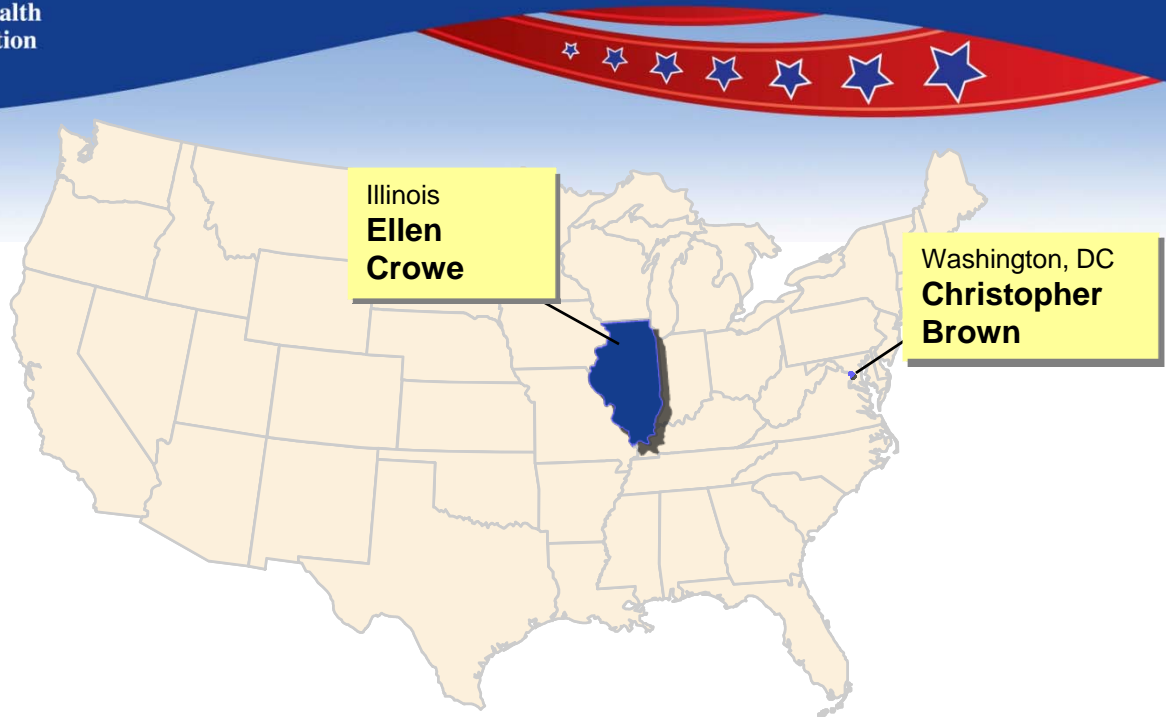 alth
tion
Illinois
Ellen
Crowe
Washington, DC
Christopher
Brown